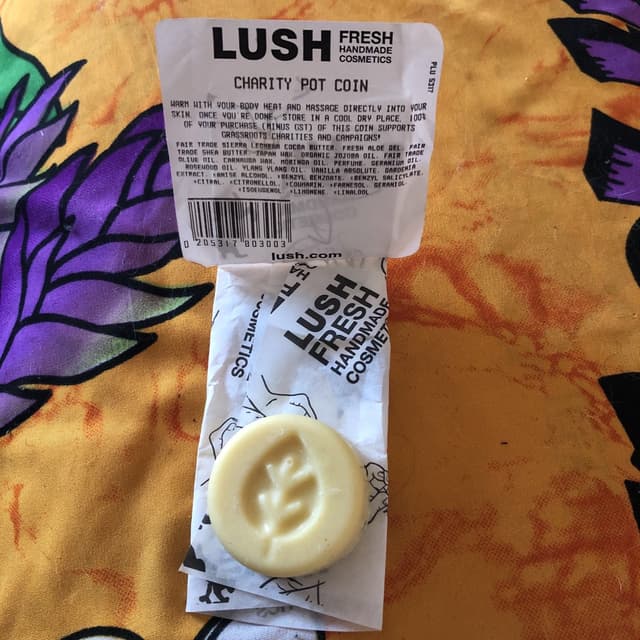 LUSH FRESH
HANDMADE
COSMETICS
PLU 5317
CHARITY POT COIN
WARM WITH YOUR BODY HEAT AND MASSAGE DIRECTLY INTO YOUR
SKIN. ONCE YOU'RE DONE, STORE IN A COOL DRY PLACE. 100%
OF YOUR PURCHASE (MINUS GST) OF THIS COIN SUPPORTS
GRASSROOTS CHARITIES AND CAMPAIGNS!
FAIR TRADE SIERRA LEONEAN COCOA BUTTER, FRESH ALOE GEL, FAIR
TRADE SHEA BUTTER, JAPAN WAX, ORGANIC JOJOBA OIL, FAIR TRADE
OLIVE OIL, CARNAUBA WAX, MORINGA OIL, PERFUME, GERANIUM OIL,
ROSEWOOD OIL, YLANG YLANG OIL, VANILLA ABSOLUTE, GARDENIA
EXTRACT, *ANISE ALCOHOL, *BENZYL BENZOATE, *BENZYL SALICYLATE,
*CITRAL, *CITRONELLOL, *COUMARIN, *FARNESOL, GERANIOL,
*ISOEUGENOL, *LIMONENE, *LINALOOL
0 205317 803003
lush.com
LUSH
FRESH
HANDMADE
COSMET
COSMETICS